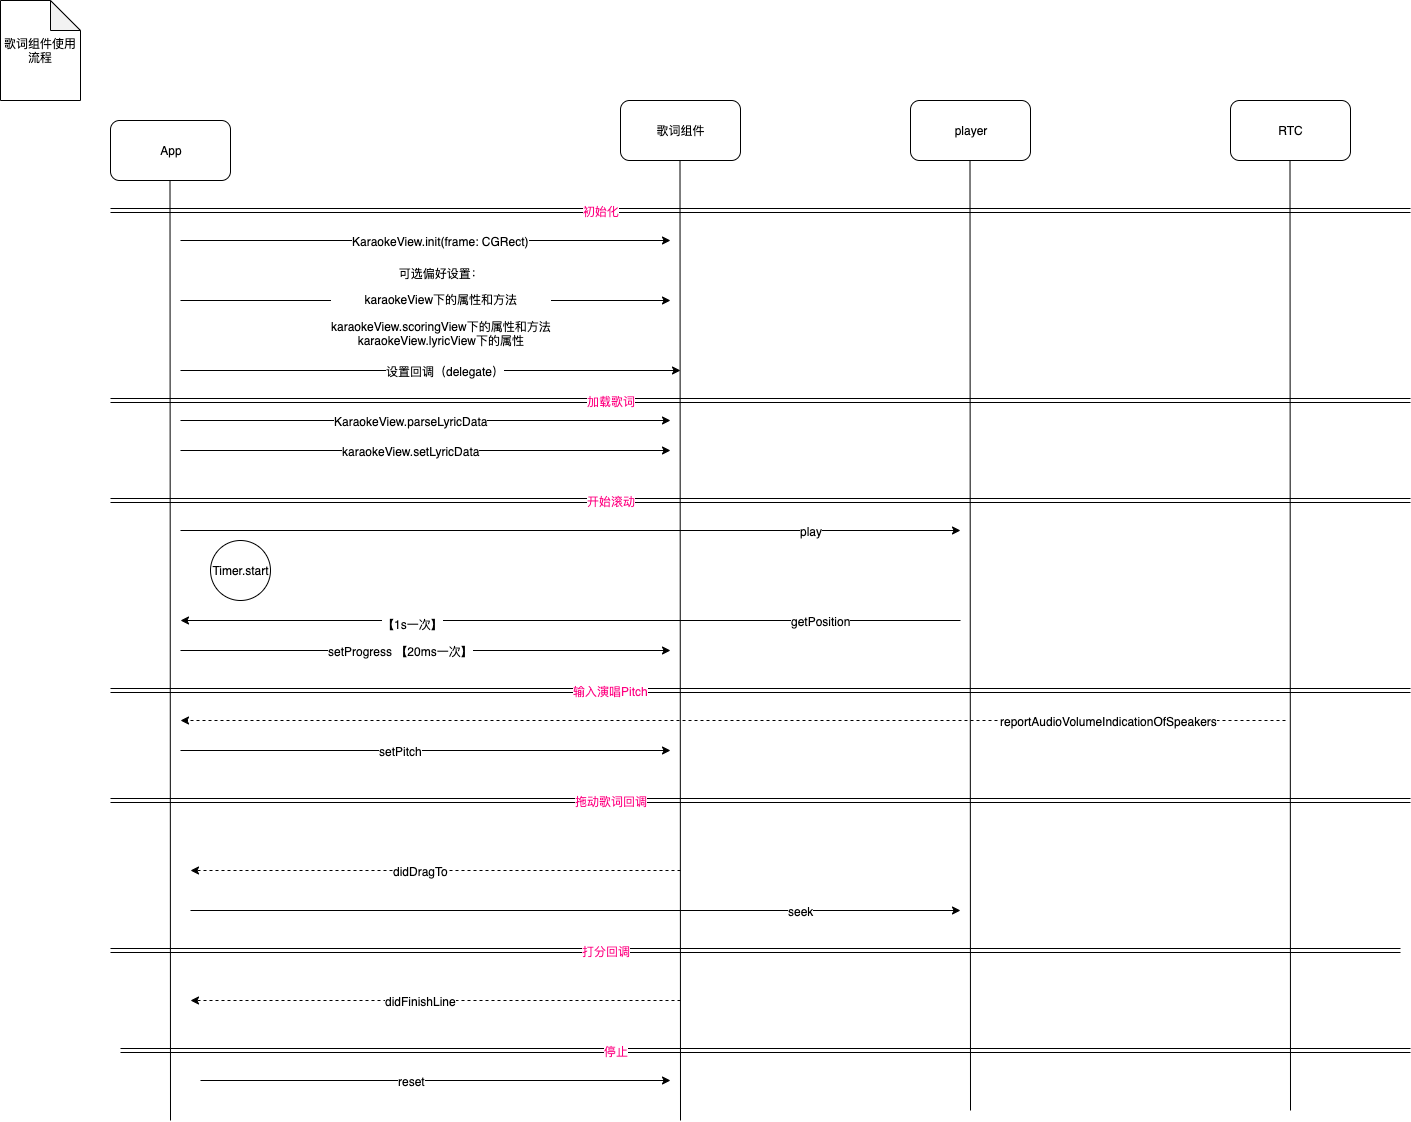 歌词组件使用
流程
App
歌词组件
player
RTC
初始化
KaraokeView.init(frame: CGRect)
可选偏好设置：
karaokeView下的属性和方法
karaokeView.scoringView下的属性和方法
karaokeView.lyricView下的属性
设置回调（delegate）
加载歌词
KaraokeView.parseLyricData
karaokeView.setLyricData
开始滚动
play
Timer.start
【1s一次】
getPosition
setProgress 【20ms一次】
输入演唱Pitch
reportAudioVolumeIndicationOfSpeakers
setPitch
拖动歌词回调
didDragTo
seek
打分回调
didFinishLine
停止
reset